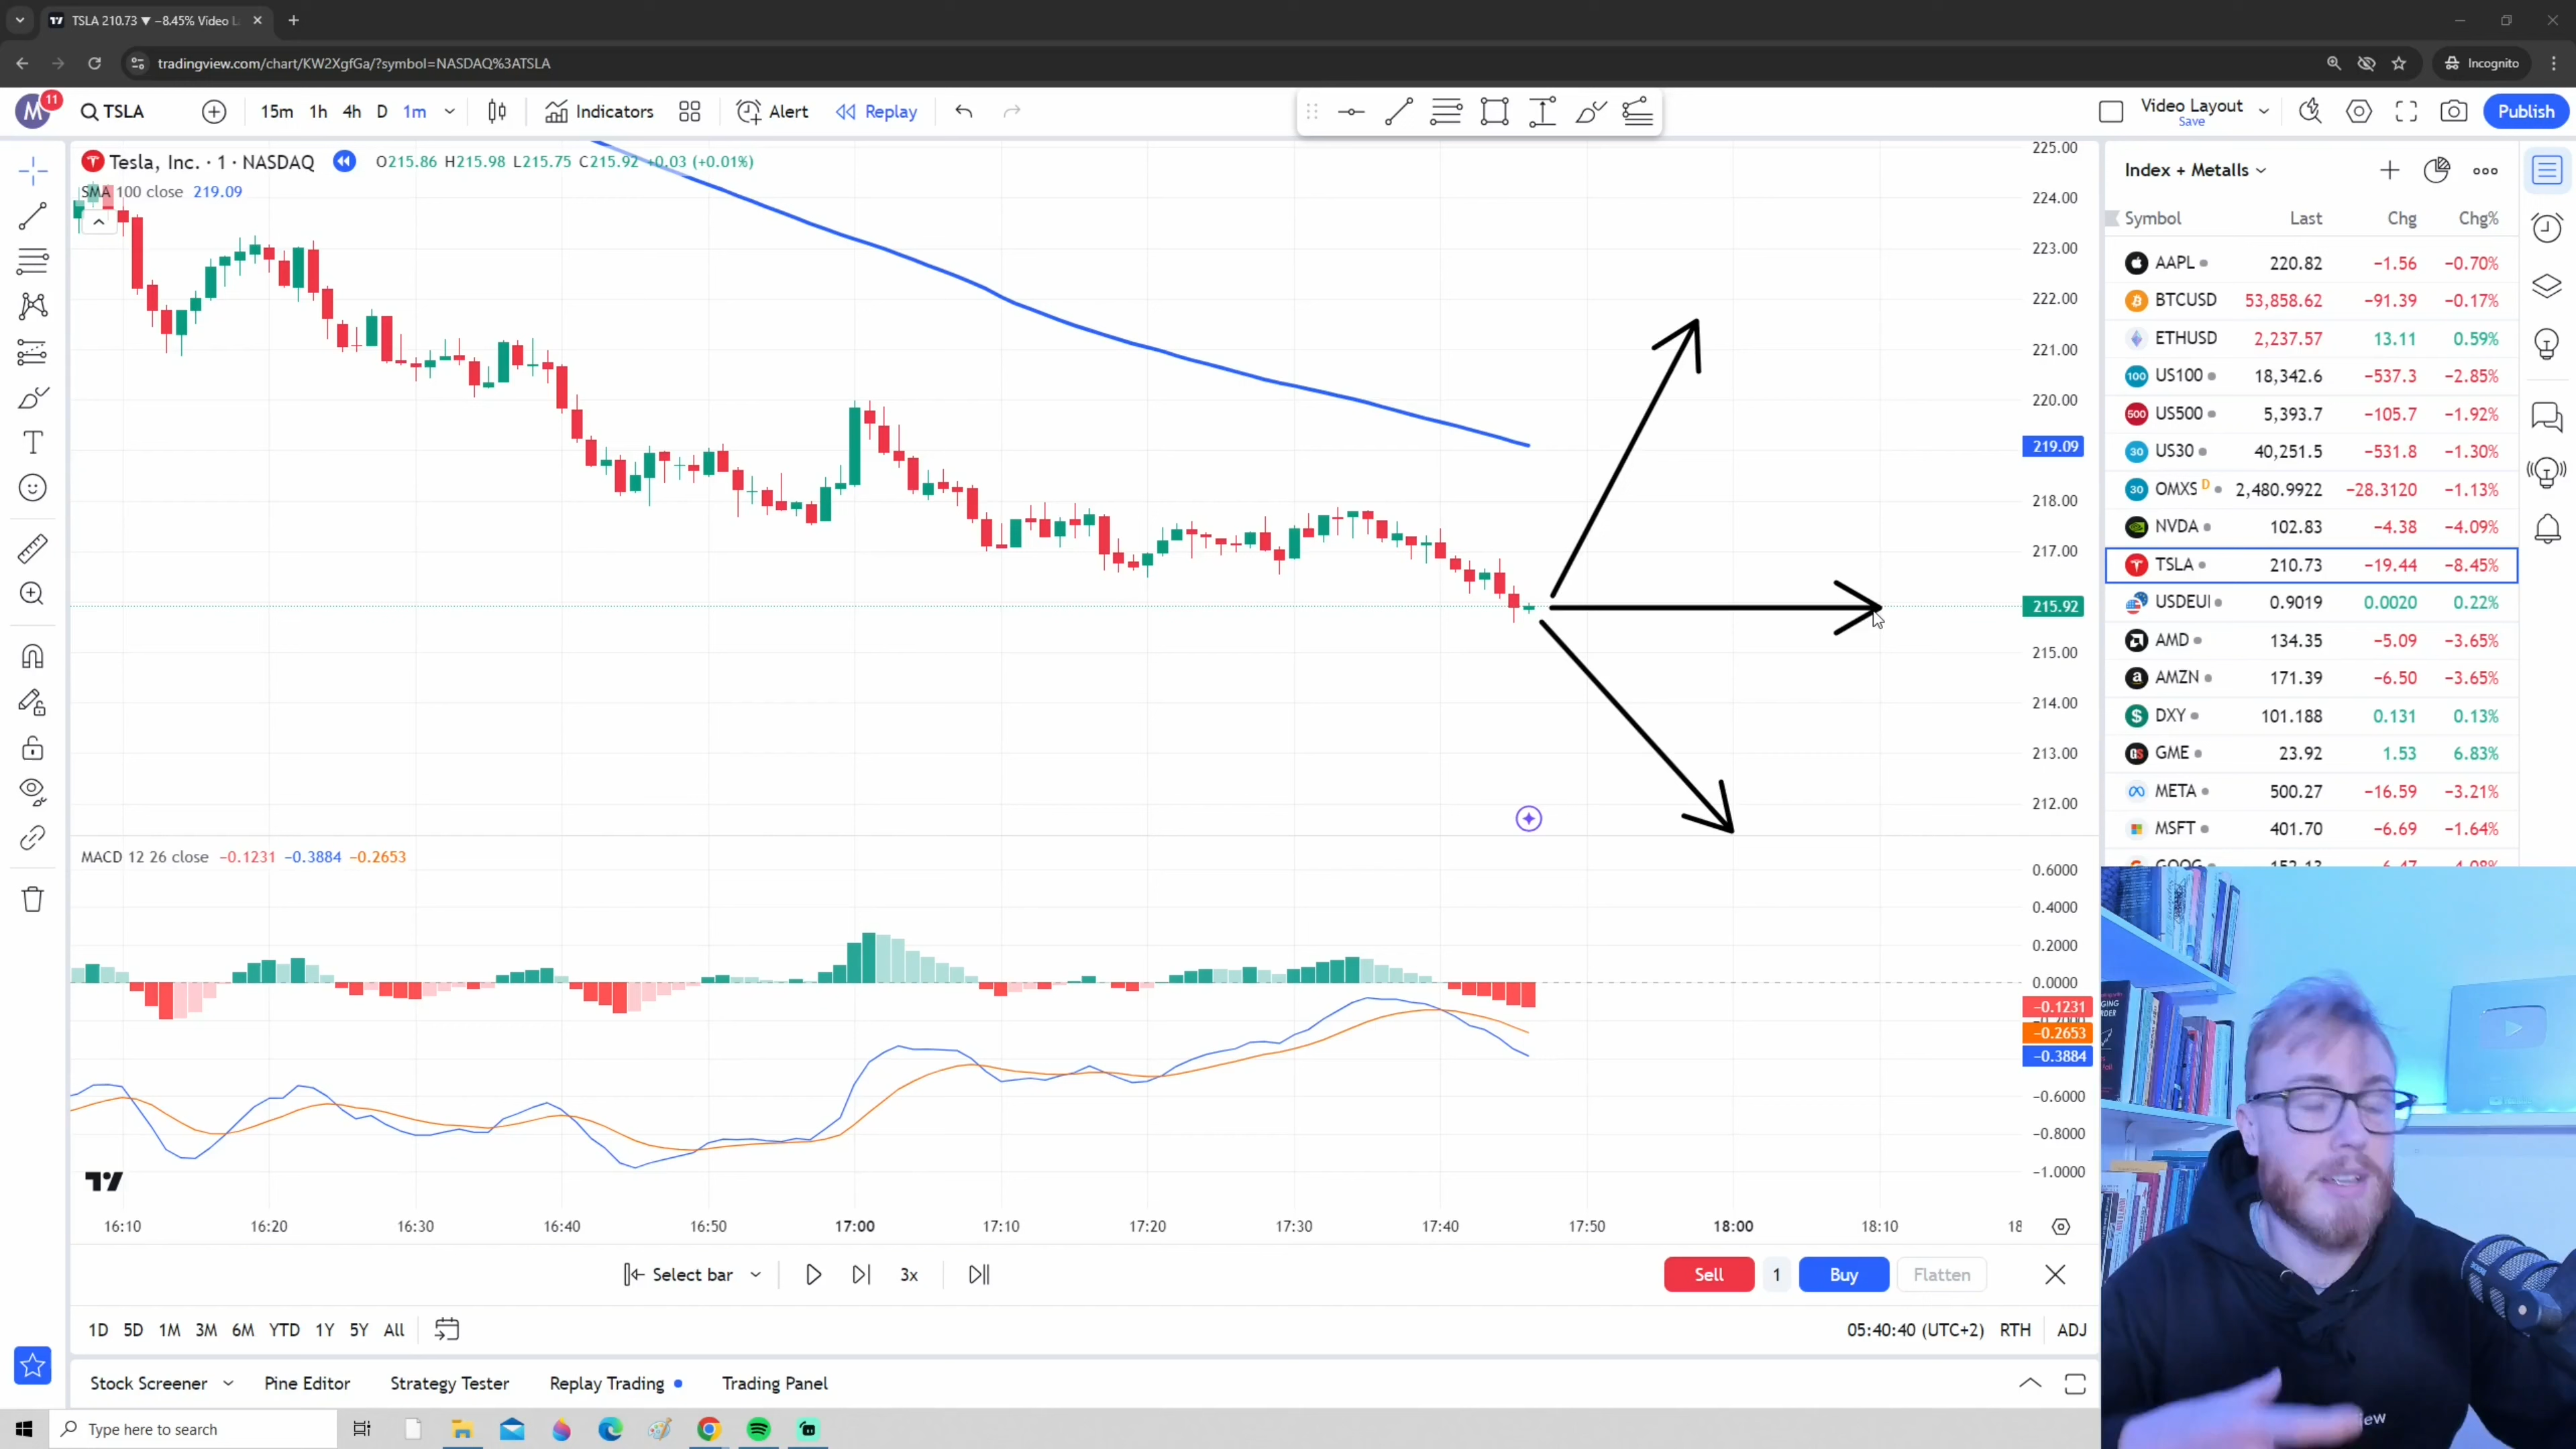 TSLA 210.73 ▼ −8.45% Video L
tradingview.com/chart/KW2XgfGa/?symbol=NASDAQ%3ATSLA
Incognito
M 11
TSLA
15m 1h 4h D 1m
Indicators
Alert
Replay
Video Layout
Save
Publish
Tesla, Inc. · 1 · NASDAQ O215.86 H215.98 L215.75 C215.92 +0.03 (+0.01%)
SMA 100 close 219.09
225.00
224.00
223.00
222.00
221.00
220.00
219.09
218.00
217.00
215.92
215.00
214.00
213.00
212.00
MACD 12 26 close −0.1231 −0.3884 −0.2653
0.6000
0.4000
0.2000
0.0000
−0.1231
−0.2653
−0.3884
−0.6000
−0.8000
−1.0000
16:10 16:20 16:30 16:40 16:50 17:00 17:10 17:20 17:30 17:40 17:50 18:00 18:10 18
Select bar
3x
Sell 1 Buy Flatten
1D 5D 1M 3M 6M YTD 1Y 5Y All
05:40:40 (UTC+2) RTH ADJ
Stock Screener Pine Editor Strategy Tester Replay Trading Trading Panel
Type here to search
Index + Metalls
Symbol Last Chg Chg%
AAPL 220.82 −1.56 −0.70%
BTCUSD 53,858.62 −91.39 −0.17%
ETHUSD 2,237.57 13.11 0.59%
100 US100 18,342.6 −537.3 −2.85%
500 US500 5,393.7 −105.7 −1.92%
30 US30 40,251.5 −531.8 −1.30%
30 OMXS D 2,480.9922 −28.3120 −1.13%
NVDA 102.83 −4.38 −4.09%
TSLA 210.73 −19.44 −8.45%
USDEUI 0.9019 0.0020 0.22%
AMD 134.35 −5.09 −3.65%
AMZN 171.39 −6.50 −3.65%
DXY 101.188 0.131 0.13%
GME 23.92 1.53 6.83%
META 500.27 −16.59 −3.21%
MSFT 401.70 −6.69 −1.64%